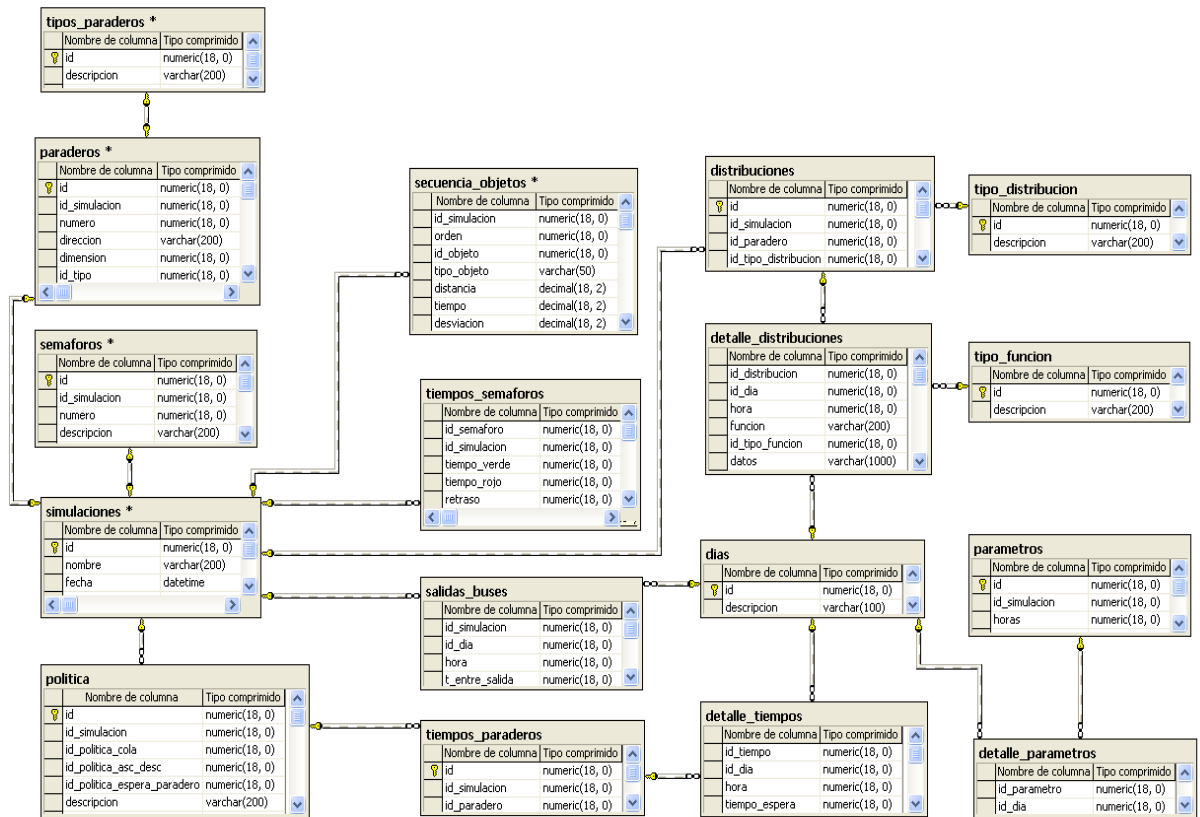 tipos_paraderos *
Nombre de columna Tipo comprimido
id numeric(18, 0)
descripcion varchar(200)
paraderos *
Nombre de columna Tipo comprimido
id numeric(18, 0)
id_simulacion numeric(18, 0)
numero numeric(18, 0)
direccion varchar(200)
dimension numeric(18, 0)
id_tipo numeric(18, 0)
semaforos *
Nombre de columna Tipo comprimido
id numeric(18, 0)
id_simulacion numeric(18, 0)
numero numeric(18, 0)
descripcion varchar(200)
simulaciones *
Nombre de columna Tipo comprimido
id numeric(18, 0)
nombre varchar(200)
fecha datetime
politica
Nombre de columna Tipo comprimido
id numeric(18, 0)
id_simulacion numeric(18, 0)
id_politica_cola numeric(18, 0)
id_politica_asc_desc numeric(18, 0)
id_politica_espera_paradero numeric(18, 0)
descripcion varchar(200)
secuencia_objetos *
Nombre de columna Tipo comprimido
id_simulacion numeric(18, 0)
orden numeric(18, 0)
id_objeto numeric(18, 0)
tipo_objeto varchar(50)
distancia decimal(18, 2)
tiempo decimal(18, 2)
desviacion decimal(18, 2)
tiempos_semaforos
Nombre de columna Tipo comprimido
id_semaforo numeric(18, 0)
id_simulacion numeric(18, 0)
tiempo_verde numeric(18, 0)
tiempo_rojo numeric(18, 0)
retraso numeric(18, 0)
salidas_buses
Nombre de columna Tipo comprimido
id_simulacion numeric(18, 0)
id_dia numeric(18, 0)
hora numeric(18, 0)
t_entre_salida numeric(18, 0)
tiempos_paraderos
Nombre de columna Tipo comprimido
id numeric(18, 0)
id_simulacion numeric(18, 0)
id_paradero numeric(18, 0)
distribuciones
Nombre de columna Tipo comprimido
id numeric(18, 0)
id_simulacion numeric(18, 0)
id_paradero numeric(18, 0)
id_tipo_distribucion numeric(18, 0)
detalle_distribuciones
Nombre de columna Tipo comprimido
id_distribucion numeric(18, 0)
id_dia numeric(18, 0)
hora numeric(18, 0)
funcion varchar(200)
id_tipo_funcion numeric(18, 0)
datos varchar(1000)
dias
Nombre de columna Tipo comprimido
id numeric(18, 0)
descripcion varchar(100)
detalle_tiempos
Nombre de columna Tipo comprimido
id_tiempo numeric(18, 0)
id_dia numeric(18, 0)
hora numeric(18, 0)
tiempo_espera numeric(18, 0)
tipo_distribucion
Nombre de columna Tipo comprimido
id numeric(18, 0)
descripcion varchar(200)
tipo_funcion
Nombre de columna Tipo comprimido
id numeric(18, 0)
descripcion varchar(200)
parametros
Nombre de columna Tipo comprimido
id numeric(18, 0)
id_simulacion numeric(18, 0)
horas numeric(18, 0)
detalle_parametros
Nombre de columna Tipo comprimido
id_parametro numeric(18, 0)
id_dia numeric(18, 0)